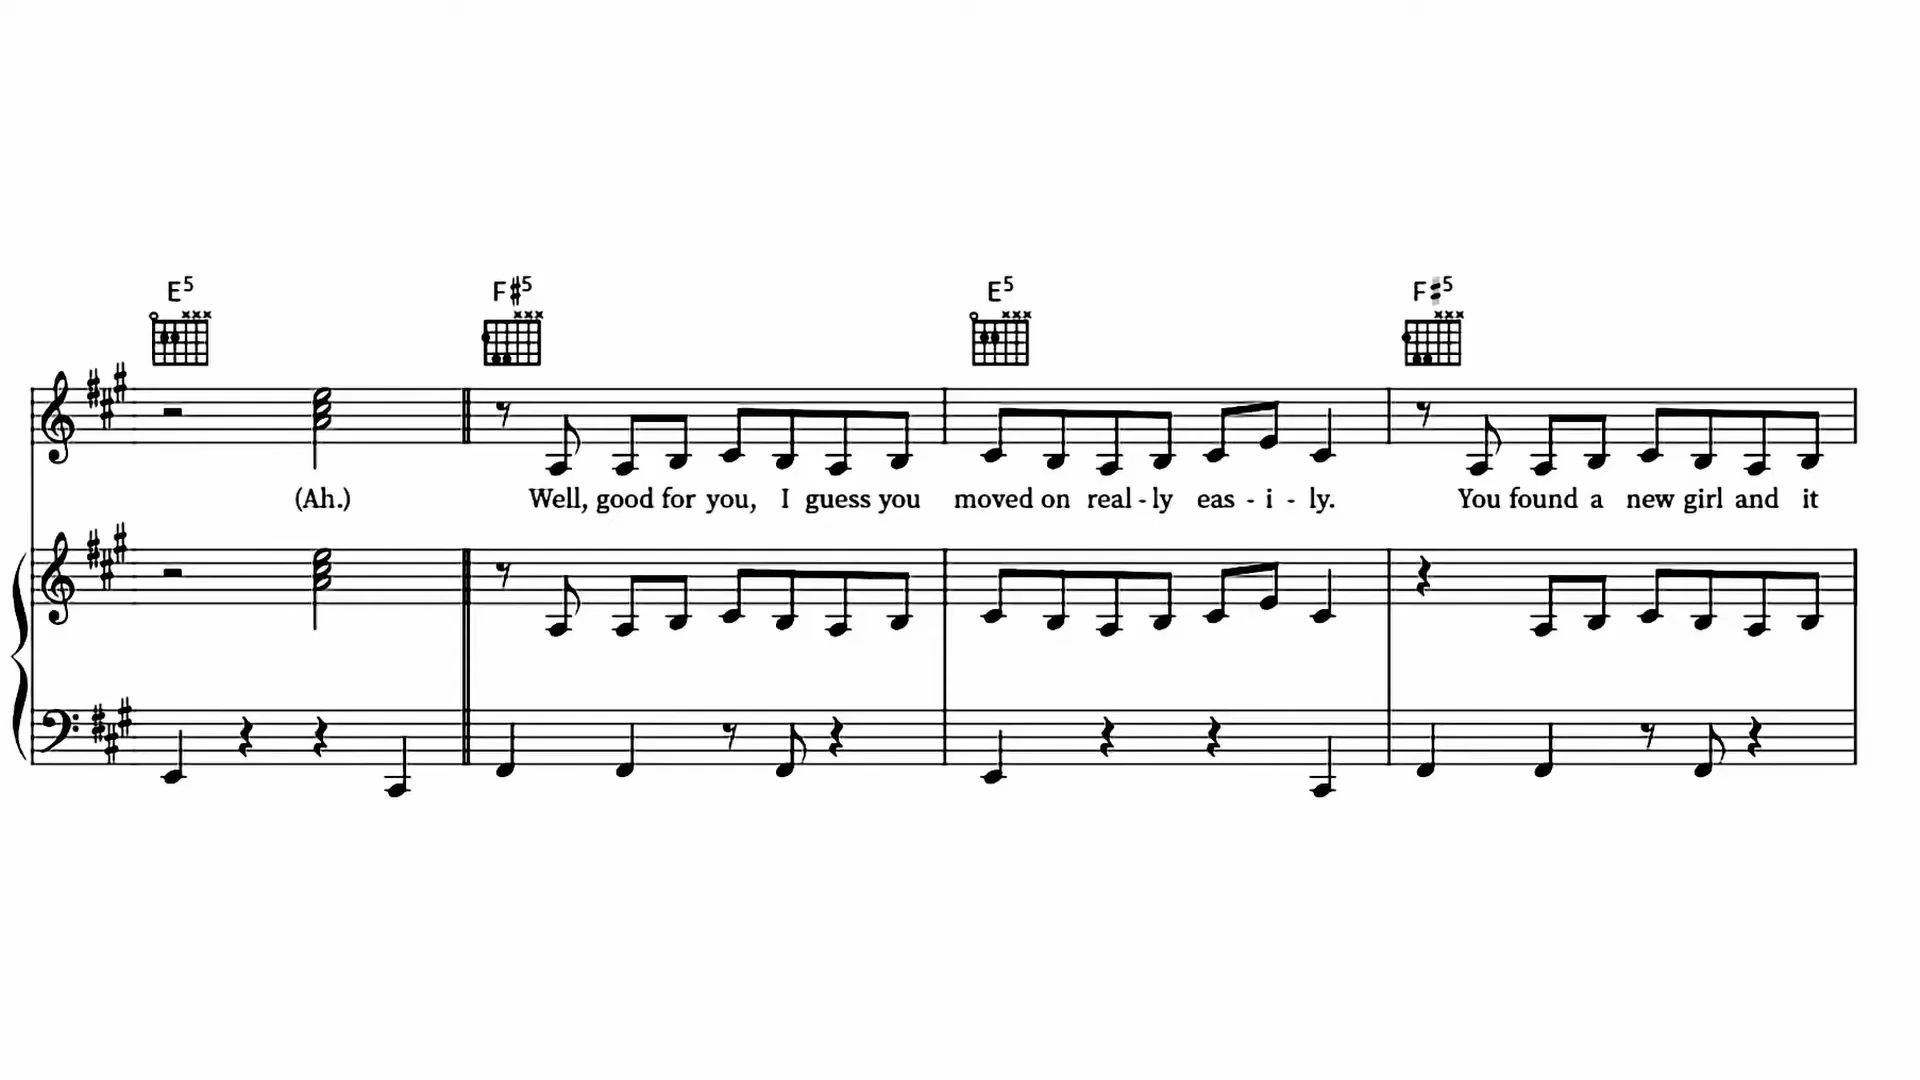 E5 F#5 E5 F#5
(Ah.) Well, good for you, I guess you moved on real - ly eas - i - ly. You found a new girl and it